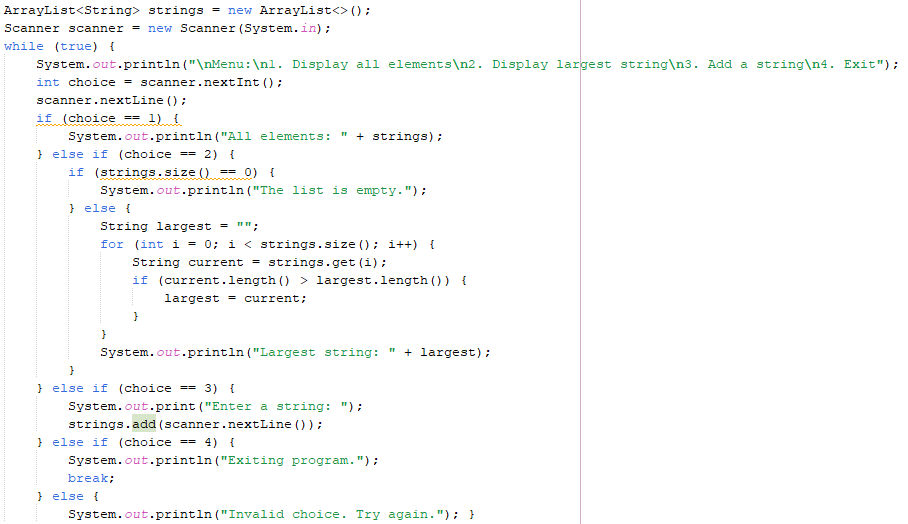 ArrayList<String> strings = new ArrayList<>();
Scanner scanner = new Scanner(System.in);
while (true) {
    System.out.println("\nMenu:\n1. Display all elements\n2. Display largest string\n3. Add a string\n4. Exit");
    int choice = scanner.nextInt();
    scanner.nextLine();
    if (choice == 1) {
        System.out.println("All elements: " + strings);
    } else if (choice == 2) {
        if (strings.size() == 0) {
            System.out.println("The list is empty.");
        } else {
            String largest = "";
            for (int i = 0; i < strings.size(); i++) {
                String current = strings.get(i);
                if (current.length() > largest.length()) {
                    largest = current;
                }
            }
            System.out.println("Largest string: " + largest);
        }
    } else if (choice == 3) {
        System.out.print("Enter a string: ");
        strings.add(scanner.nextLine());
    } else if (choice == 4) {
        System.out.println("Exiting program.");
        break;
    } else {
        System.out.println("Invalid choice. Try again."); }